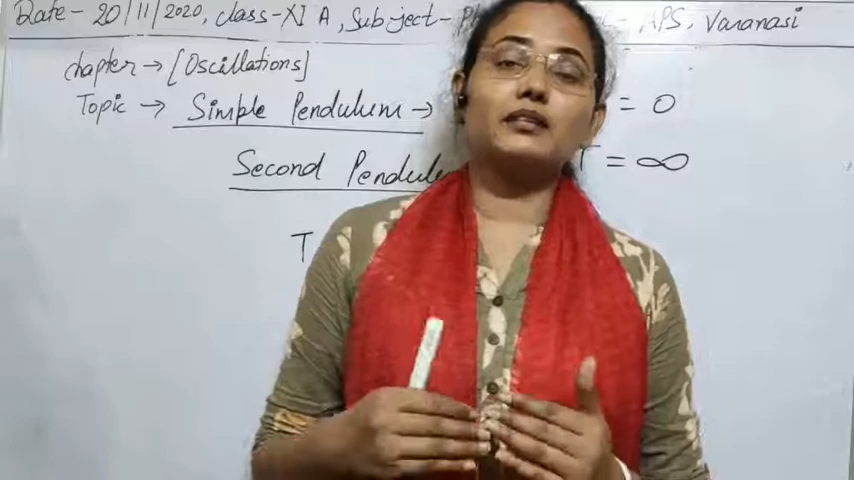 Date- 20/11/2020, class-XI A, Subject- APS, Varanasi
chapter → [Oscillations]
Topic → Simple Pendulum → = 0
Second T = ∞
T